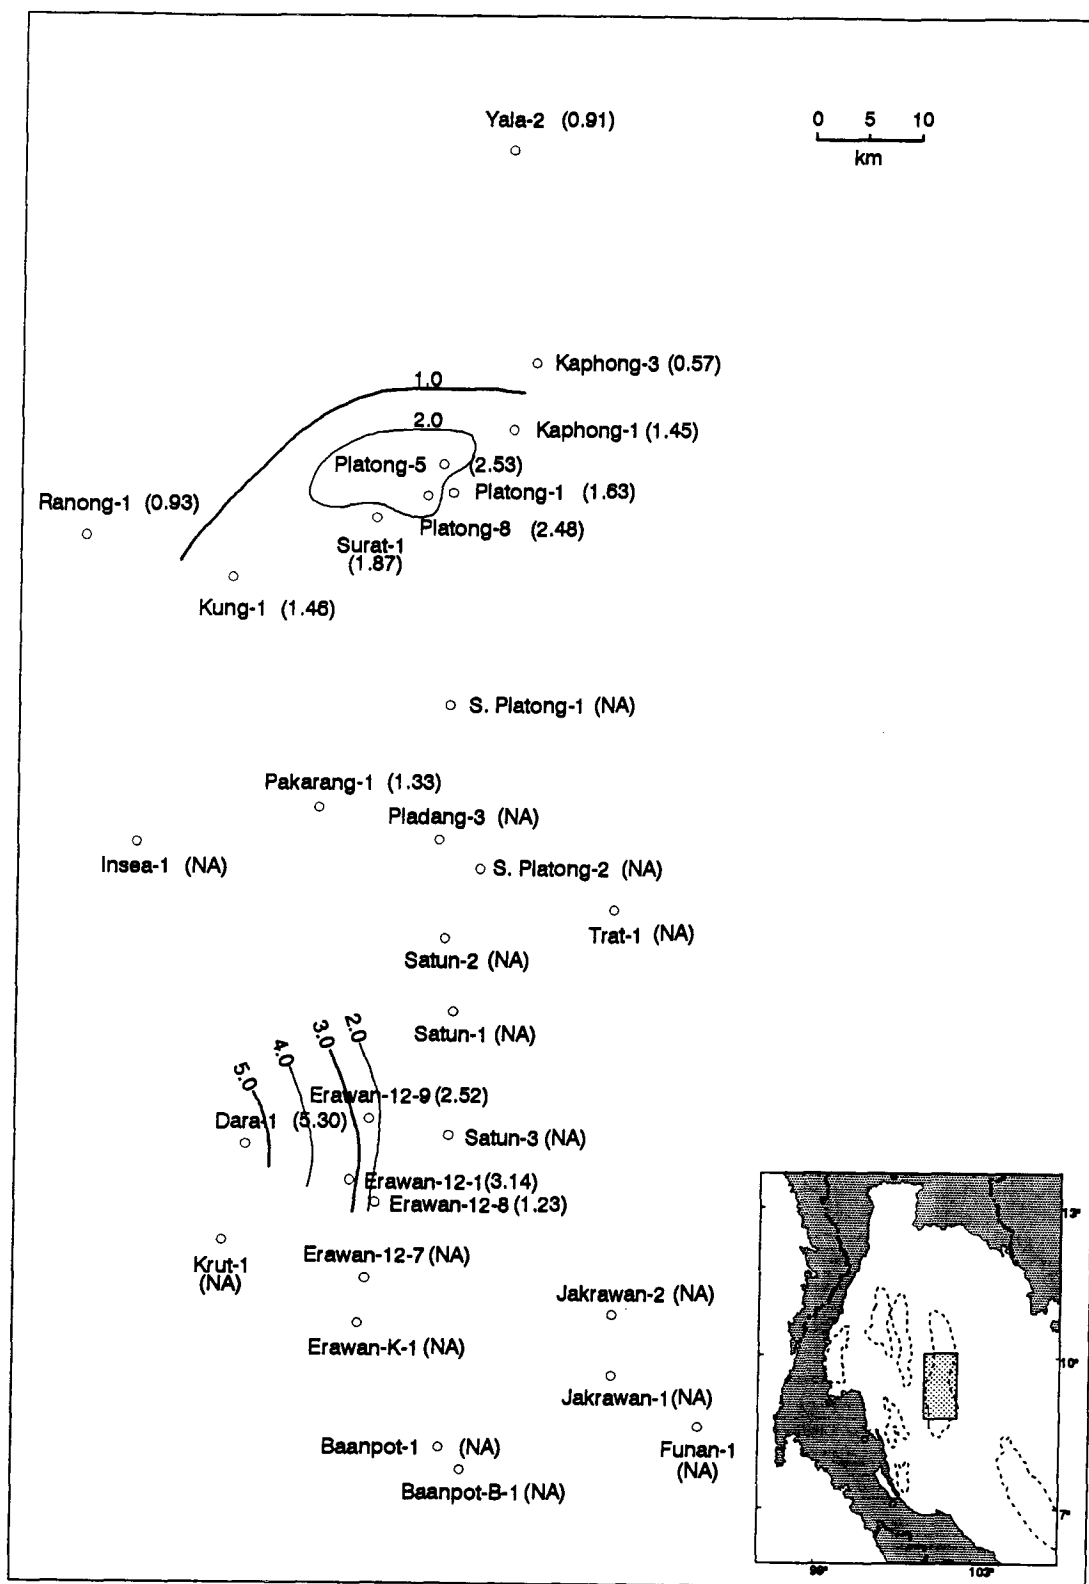 Yala-2 (0.91)
0 5 10
km
Kaphong-3 (0.57)
1.0
2.0
Kaphong-1 (1.45)
Platong-5 (2.53)
Platong-1 (1.63)
Ranong-1 (0.93)
Platong-8 (2.48)
Surat-1
(1.87)
Kung-1 (1.46)
S. Platong-1 (NA)
Pakarang-1 (1.33)
Pladang-3 (NA)
Insea-1 (NA)
S. Platong-2 (NA)
Trat-1 (NA)
Satun-2 (NA)
Satun-1 (NA)
5.0
4.0
3.0
2.0
Erawan-12-9 (2.52)
Dara-1 (5.30)
Satun-3 (NA)
Erawan-12-1 (3.14)
Erawan-12-8 (1.23)
Krut-1
(NA)
Erawan-12-7 (NA)
Jakrawan-2 (NA)
Erawan-K-1 (NA)
Jakrawan-1 (NA)
Baanpot-1 (NA)
Funan-1
(NA)
Baanpot-B-1 (NA)
13°
10°
7°
103°